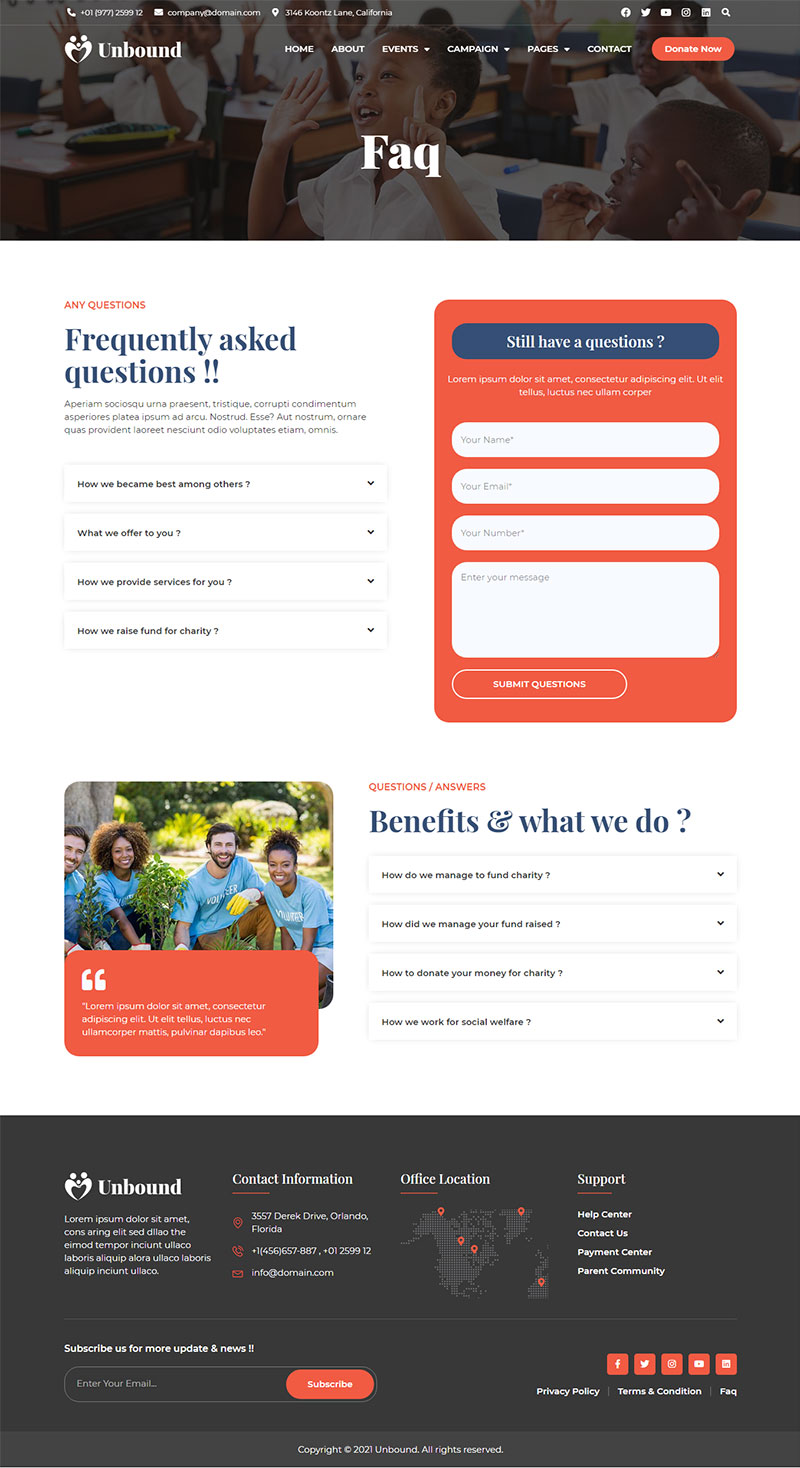 +01 (977) 2599 12 company@domain.com 3146 Koontz Lane, California
Unbound HOME ABOUT EVENTS CAMPAIGN PAGES CONTACT Donate Now
Faq
ANY QUESTIONS
Frequently asked
questions !!
Aperiam sociosqu urna praesent, tristique, corrupti condimentum
asperiores platea ipsum ad arcu. Nostrud. Esse? Aut nostrum, ornare
quas provident laoreet nesciunt odio voluptates etiam, omnis.
How we became best among others ?
What we offer to you ?
How we provide services for you ?
How we raise fund for charity ?
Still have a questions ?
Lorem ipsum dolor sit amet, consectetur adipiscing elit. Ut elit
tellus, luctus nec ullam corper
Your Name*
Your Email*
Your Number*
Enter your message
SUBMIT QUESTIONS
VOLUNTEER
VOLUNTEER
"Lorem ipsum dolor sit amet, consectetur
adipiscing elit. Ut elit tellus, luctus nec
ullamcorper mattis, pulvinar dapibus leo."
QUESTIONS / ANSWERS
Benefits & what we do ?
How do we manage to fund charity ?
How did we manage your fund raised ?
How to donate your money for charity ?
How we work for social welfare ?
Unbound
Lorem ipsum dolor sit amet,
cons aring elit sed dllao the
eimod tempor inciunt ullaco
laboris aliquip alora ullaco laboris
aliquip inciunt ullaco.
Contact Information
3557 Derek Drive, Orlando,
Florida
+1(456)657-887 , +01 2599 12
info@domain.com
Office Location
Support
Help Center
Contact Us
Payment Center
Parent Community
Subscribe us for more update & news !!
Enter Your Email... Subscribe
Privacy Policy Terms & Condition Faq
Copyright © 2021 Unbound. All rights reserved.